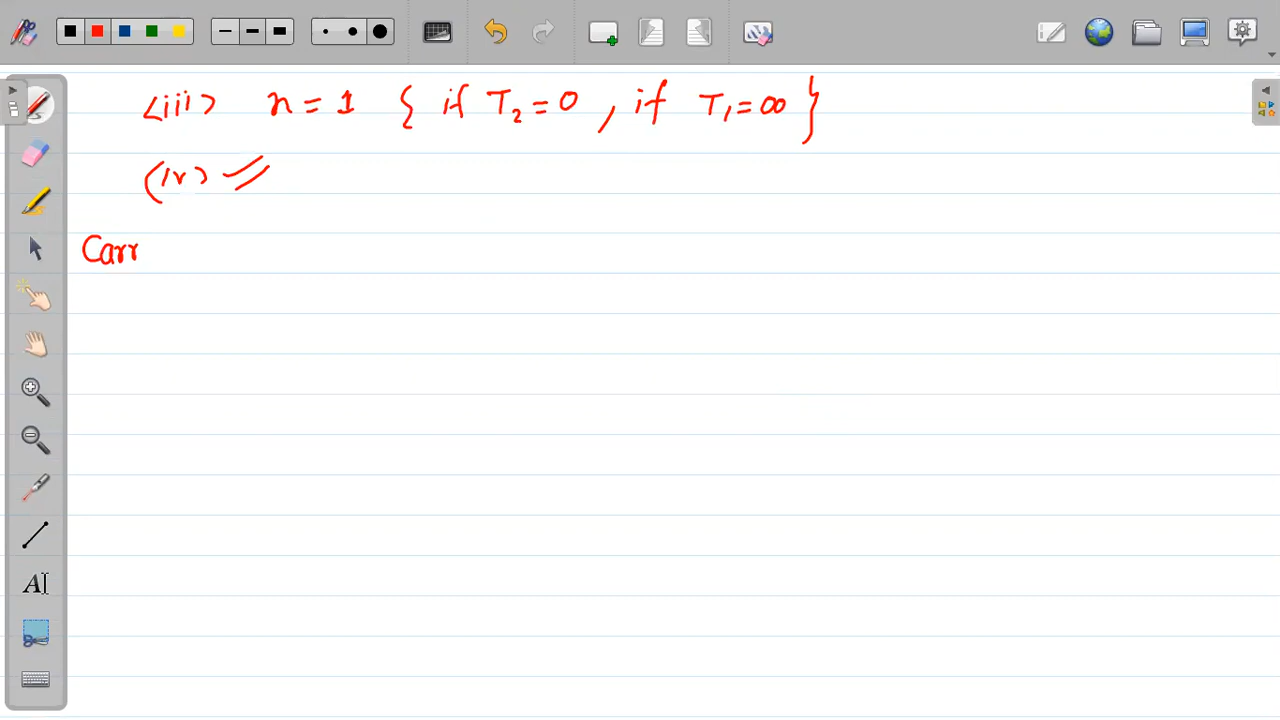 <iii> n = 1 { if T₂ = 0 , if T₁ = ∞ }
(iv)
Carr